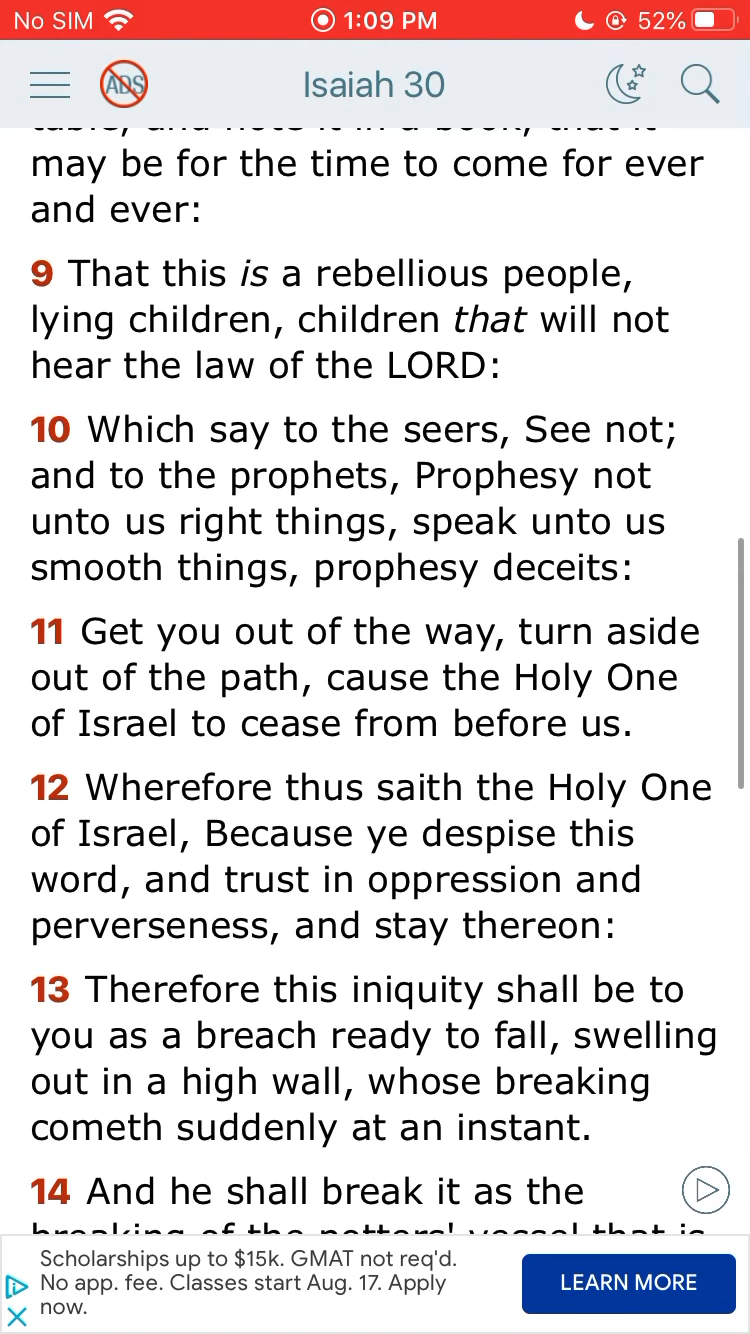 No SIM 1:09 PM 52%
ADS Isaiah 30
may be for the time to come for ever
and ever:
9 That this is a rebellious people,
lying children, children that will not
hear the law of the LORD:
10 Which say to the seers, See not;
and to the prophets, Prophesy not
unto us right things, speak unto us
smooth things, prophesy deceits:
11 Get you out of the way, turn aside
out of the path, cause the Holy One
of Israel to cease from before us.
12 Wherefore thus saith the Holy One
of Israel, Because ye despise this
word, and trust in oppression and
perverseness, and stay thereon:
13 Therefore this iniquity shall be to
you as a breach ready to fall, swelling
out in a high wall, whose breaking
cometh suddenly at an instant.
14 And he shall break it as the
breaking of the potters' vessel that is
Scholarships up to $15k. GMAT not req'd.
No app. fee. Classes start Aug. 17. Apply
now.
LEARN MORE